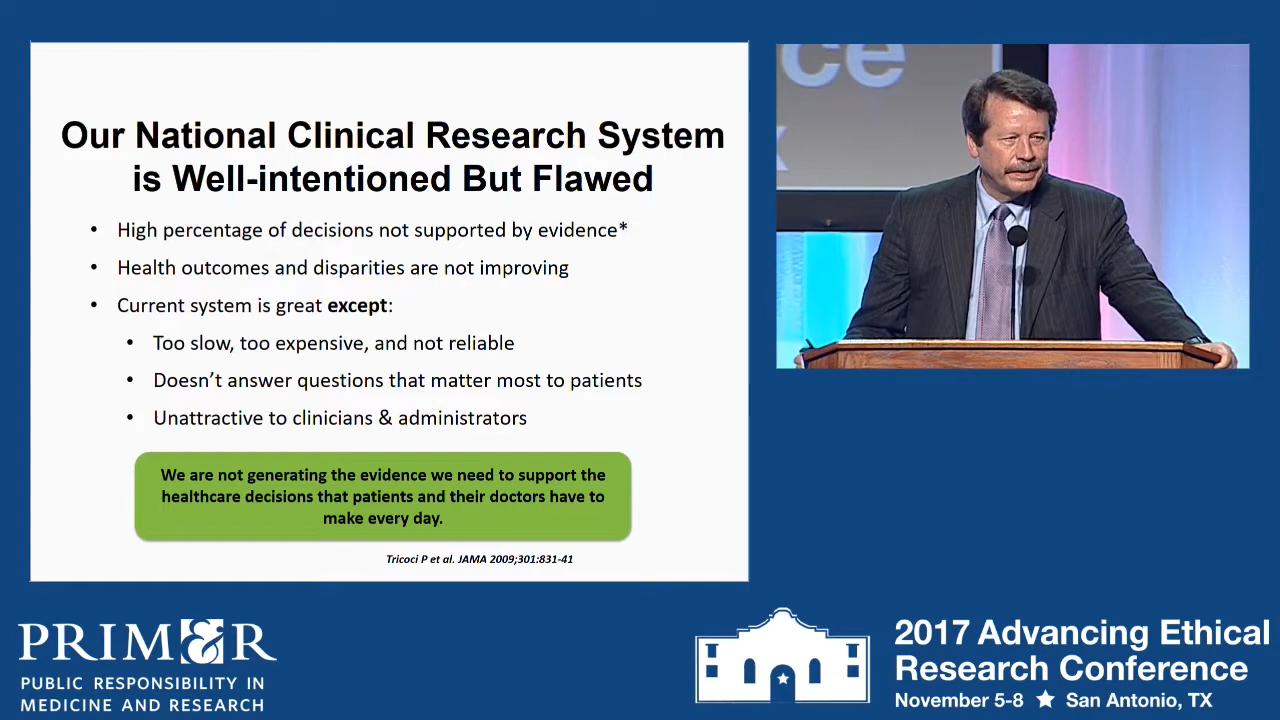 Our National Clinical Research System
is Well-intentioned But Flawed
• High percentage of decisions not supported by evidence*
• Health outcomes and disparities are not improving
• Current system is great except:
• Too slow, too expensive, and not reliable
• Doesn’t answer questions that matter most to patients
• Unattractive to clinicians & administrators
We are not generating the evidence we need to support the
healthcare decisions that patients and their doctors have to
make every day.
Tricoci P et al. JAMA 2009;301:831-41
ce
PRIM&R
PUBLIC RESPONSIBILITY IN
MEDICINE AND RESEARCH
2017 Advancing Ethical
Research Conference
November 5-8 ★ San Antonio, TX